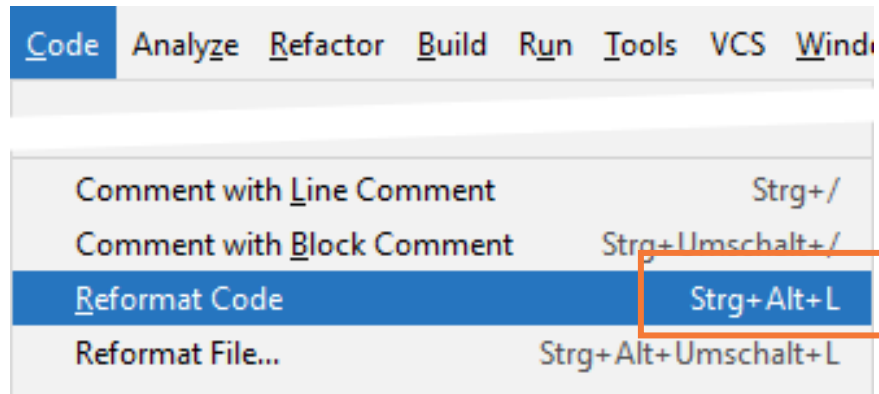 Code Analyze Refactor Build Run Tools VCS
Comment with Line Comment Strg+/
Comment with Block Comment Strg+Umschalt+/
Reformat Code Strg+Alt+L
Reformat File... Strg+Alt+Umschalt+L